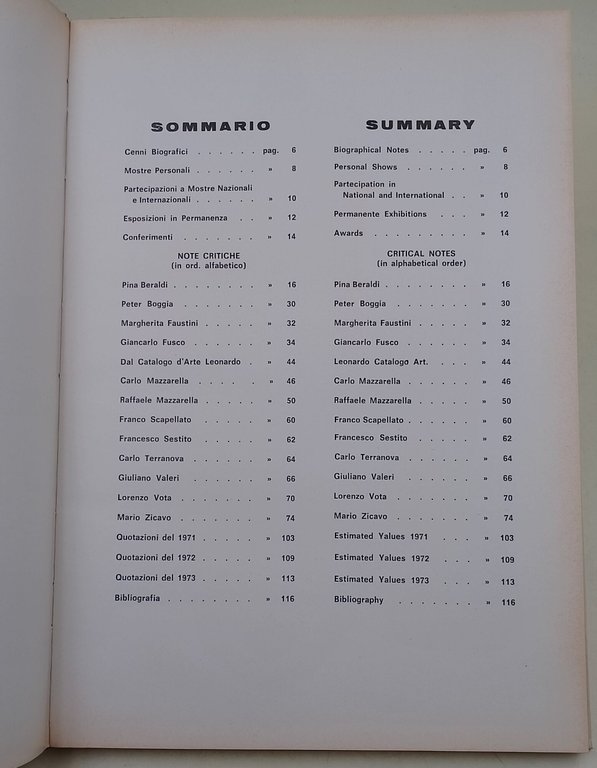 SOMMARIO
Cenni Biografici . . . . . . pag. 6
Mostre Personali . . . . . . » 8
Partecipazioni a Mostre Nazionali
e Internazionali . . . . . . » 10
Esposizioni in Permanenza . . » 12
Conferimenti . . . . . . . » 14
NOTE CRITICHE
(in ord. alfabetico)
Pina Beraldi . . . . . . . . » 16
Peter Boggia . . . . . . . » 30
Margherita Faustini . . . . . » 32
Giancarlo Fusco . . . . . . » 34
Dal Catalogo d'Arte Leonardo . » 44
Carlo Mazzarella . . . . . » 46
Raffaele Mazzarella . . . . . » 50
Franco Scapellato . . . . . » 60
Francesco Sestito . . . . . » 62
Carlo Terranova . . . . . . » 64
Giuliano Valeri . . . . . . » 66
Lorenzo Vota . . . . . . . » 70
Mario Zicavo . . . . . . . » 74
Quotazioni del 1971 . . . . . » 103
Quotazioni del 1972 . . . . . » 109
Quotazioni del 1973 . . . . . » 113
Bibliografia . . . . . . . . » 116
SUMMARY
Biographical Notes . . . . . pag. 6
Personal Shows . . . . . . » 8
Partecipation in
National and International . . » 10
Permanente Exhibitions . . . » 12
Awards . . . . . . . . . » 14
CRITICAL NOTES
(in alphabetical order)
Pina Beraldi . . . . . . . » 16
Peter Boggia . . . . . . . » 30
Margherita Faustini . . . . . » 32
Giancarlo Fusco . . . . . . » 34
Leonardo Catalogo Art. . . . » 44
Carlo Mazzarella . . . . . . » 46
Raffaele Mazzarella . . . . . » 50
Franco Scapellato . . . . . . » 60
Francesco Sestito . . . . . » 62
Carlo Terranova . . . . . . » 64
Giuliano Valeri . . . . . . » 66
Lorenzo Vota . . . . . . . » 70
Mario Zicavo . . . . . . . » 74
Estimated Yalues 1971 . . . » 103
Estimated Yalues 1972 . . . » 109
Estimated Yalues 1973 . . . » 113
Bibliography . . . . . . . » 116